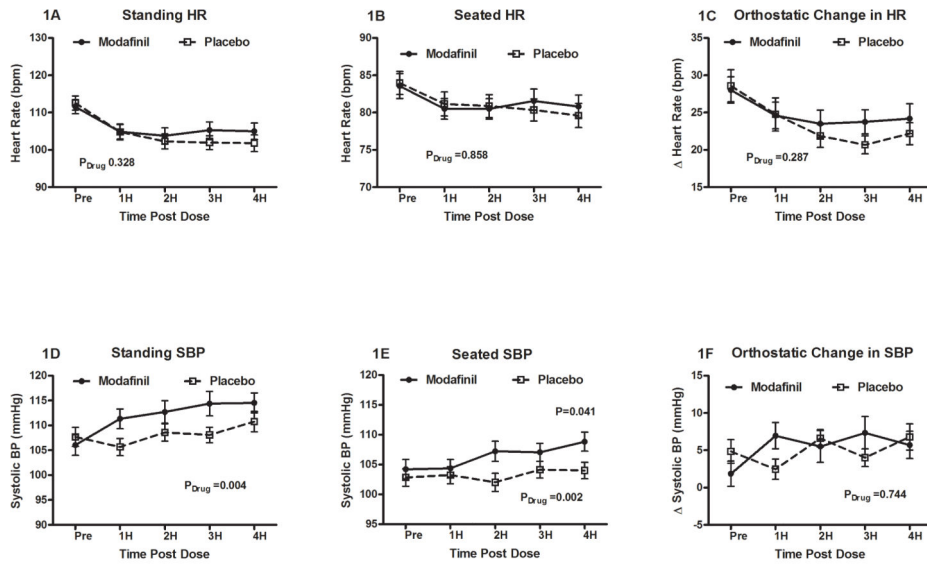 1A Standing HR
Modafinil Placebo
Heart Rate (bpm)
120
110
100
90
PDrug 0.328
Pre 1H 2H 3H 4H
Time Post Dose
1B Seated HR
Modafinil Placebo
Heart Rate (bpm)
90
85
80
75
70
PDrug =0.858
Pre 1H 2H 3H 4H
Time Post Dose
1C Orthostatic Change in HR
Modafinil Placebo
Δ Heart Rate (bpm)
35
30
25
20
15
PDrug =0.287
Pre 1H 2H 3H 4H
Time Post Dose
1D Standing SBP
Modafinil Placebo
Systolic BP (mmHg)
120
115
110
105
100
95
90
PDrug =0.004
Pre 1H 2H 3H 4H
Time Post Dose
1E Seated SBP
Modafinil Placebo
Systolic BP (mmHg)
120
115
110
105
100
95
P=0.041
PDrug =0.002
Pre 1H 2H 3H 4H
Time Post Dose
1F Orthostatic Change in SBP
Modafinil Placebo
Δ Systolic BP (mmHg)
15
10
5
0
-5
PDrug =0.744
Pre 1H 2H 3H 4H
Time Post Dose